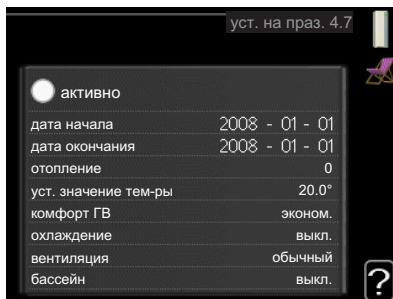 уст. на праз. 4.7
активно
дата начала 2008 - 01 - 01
дата окончания 2008 - 01 - 01
отопление 0
уст. значение тем-ры 20.0°
комфорт ГВ эконом.
охлаждение выкл.
вентиляция обычный
бассейн выкл.
?